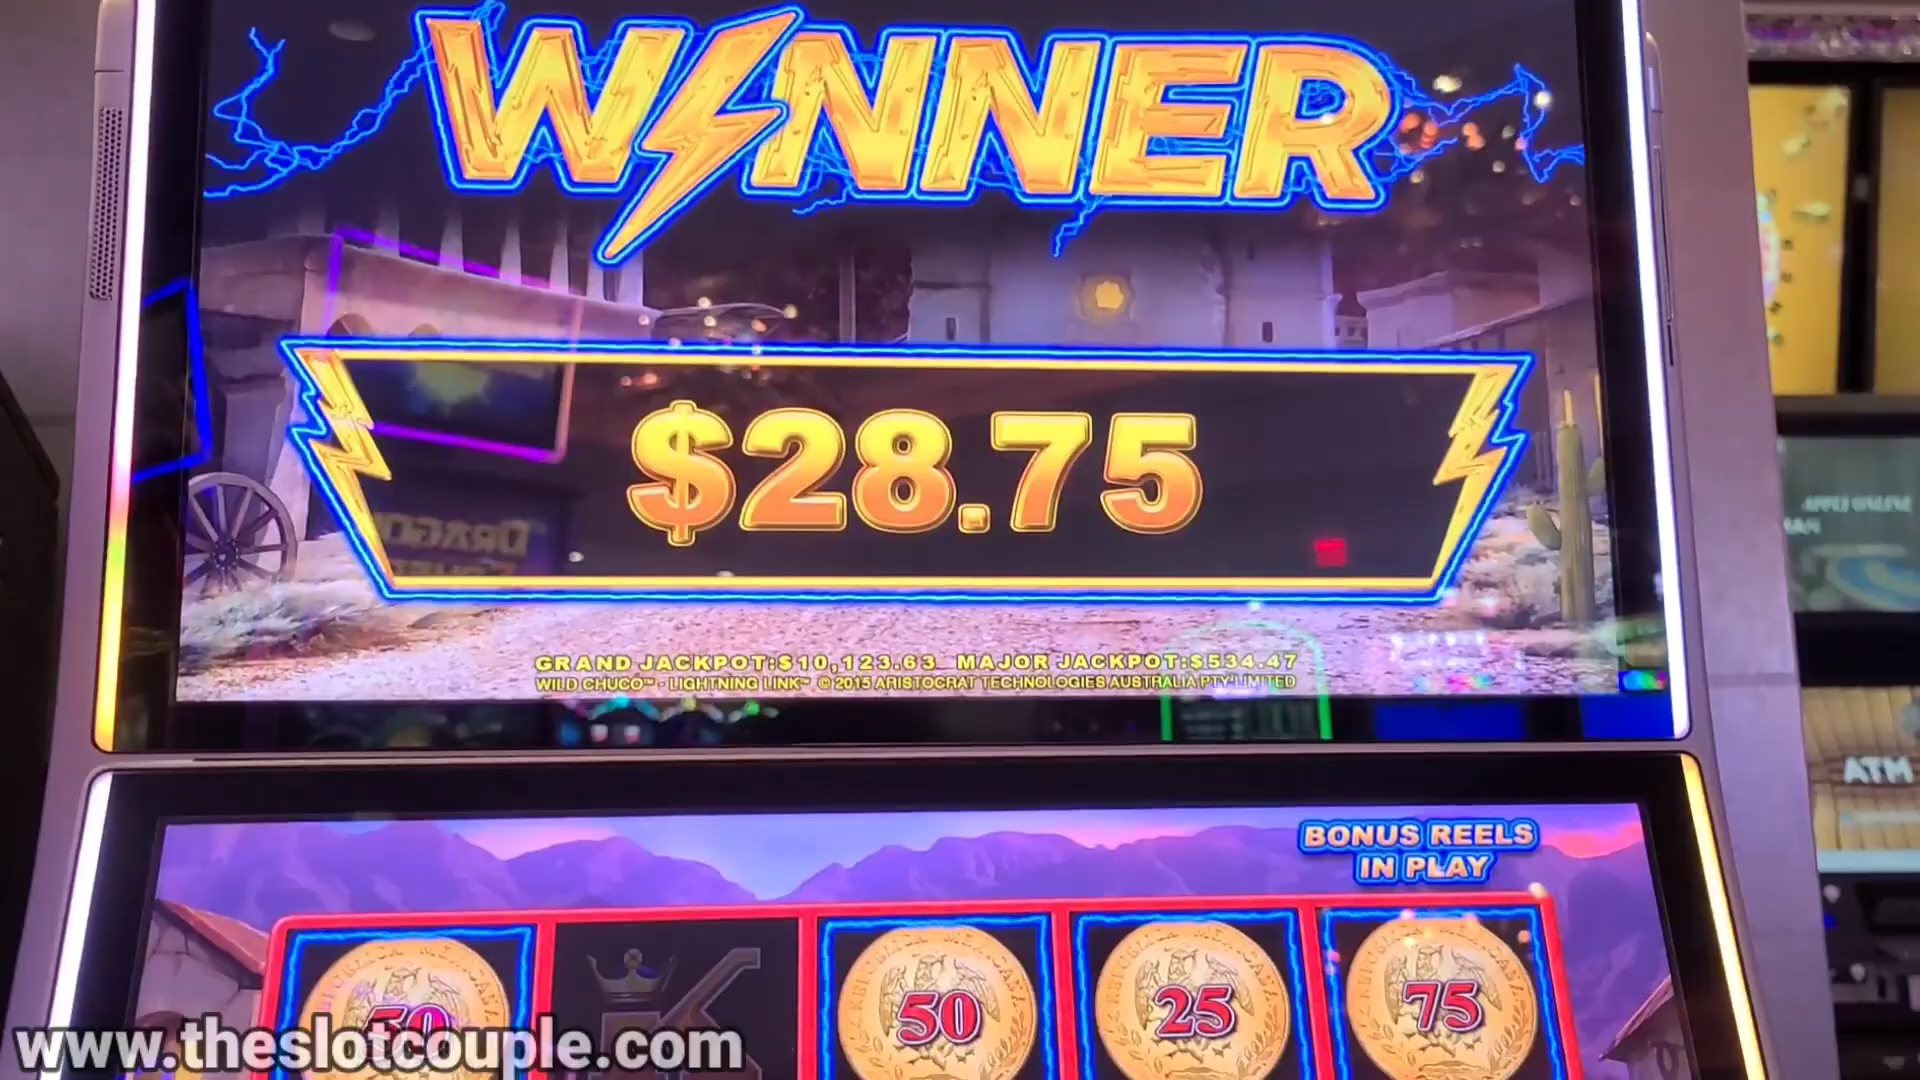 WINNER
$28.75
GRAND JACKPOT:$10,123.63 MAJOR JACKPOT:$534.47
WILD CHUCO™ - LIGHTNING LINK™ ©2015 ARISTOCRAT TECHNOLOGIES AUSTRALIA PTY LIMITED
ATM
BONUS REELS
IN PLAY
50
K
50
25
75
www.theslotcouple.com